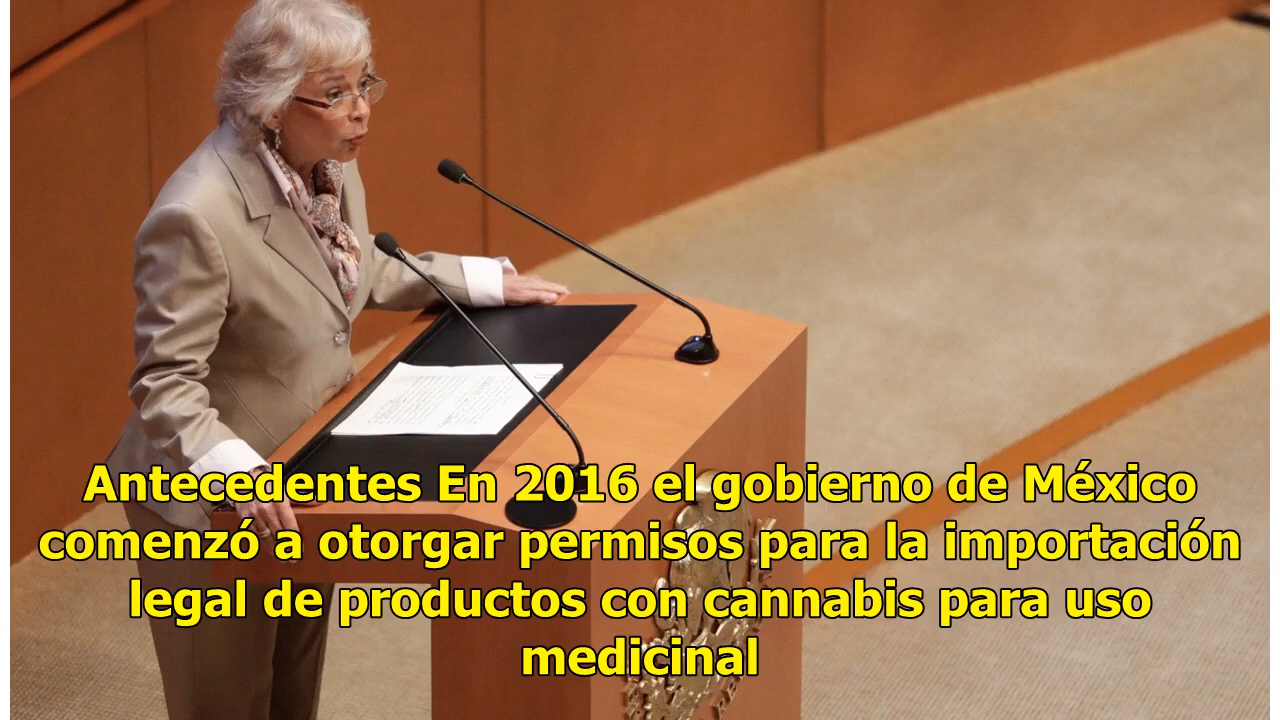 Antecedentes En 2016 el gobierno de México
comenzó a otorgar permisos para la importación
legal de productos con cannabis para uso
medicinal